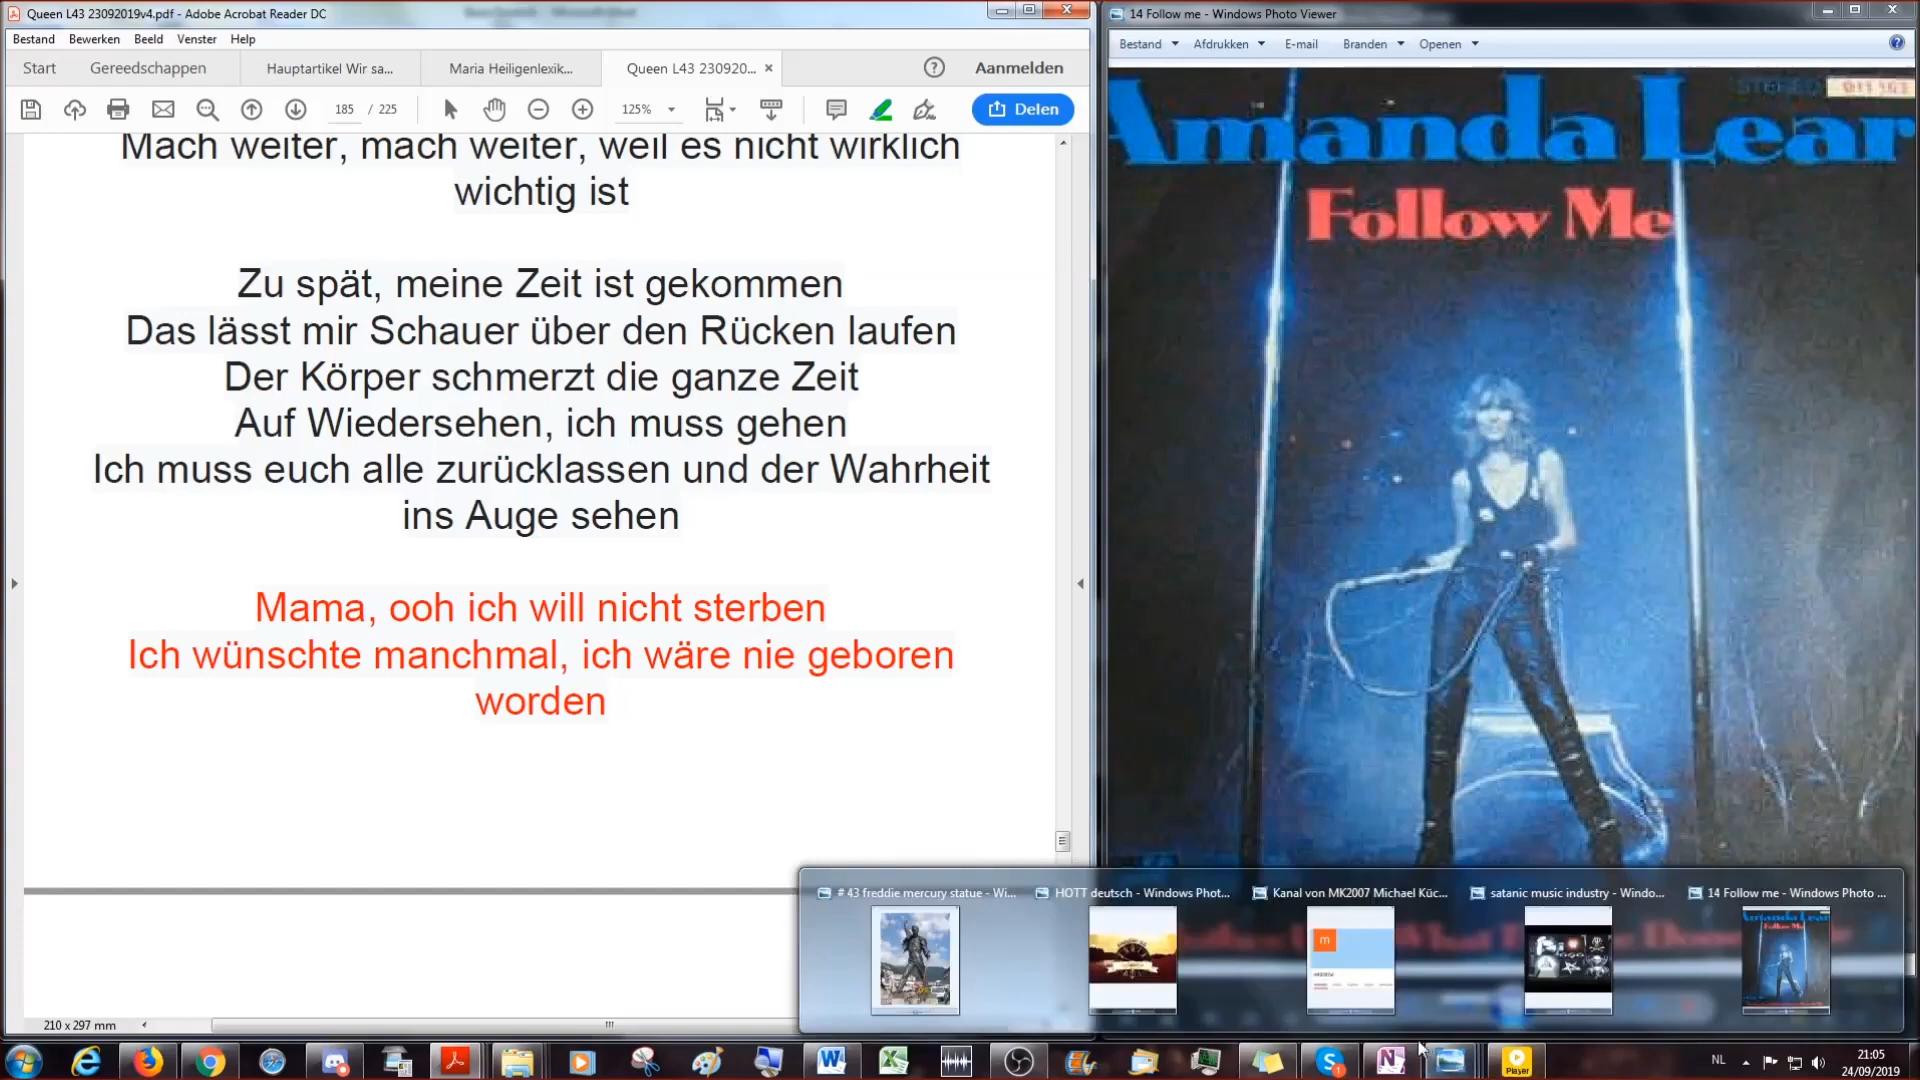 Queen L43 23092019v4.pdf - Adobe Acrobat Reader DC
Bestand Bewerken Beeld Venster Help
Start Gereedschappen Hauptartikel Wir sa... Maria Heiligenlexik... Queen L43 230920... × Aanmelden
185 / 225 125% Delen
Mach weiter, mach weiter, weil es nicht wirklich
wichtig ist
Zu spät, meine Zeit ist gekommen
Das lässt mir Schauer über den Rücken laufen
Der Körper schmerzt die ganze Zeit
Auf Wiedersehen, ich muss gehen
Ich muss euch alle zurücklassen und der Wahrheit
ins Auge sehen
Mama, ooh ich will nicht sterben
Ich wünschte manchmal, ich wäre nie geboren
worden
210 x 297 mm
14 Follow me - Windows Photo Viewer
Bestand Afdrukken E-mail Branden Openen
STEREO
Amanda Lear
Follow Me
# 43 freddie mercury statue - Wi... HOTT deutsch - Windows Phot... Kanal von MK2007 Michael Küc... satanic music industry - Windo... 14 Follow me - Windows Photo ...
m
Amanda Lear
Follow Me
Player
NL
21:05
24/09/2019